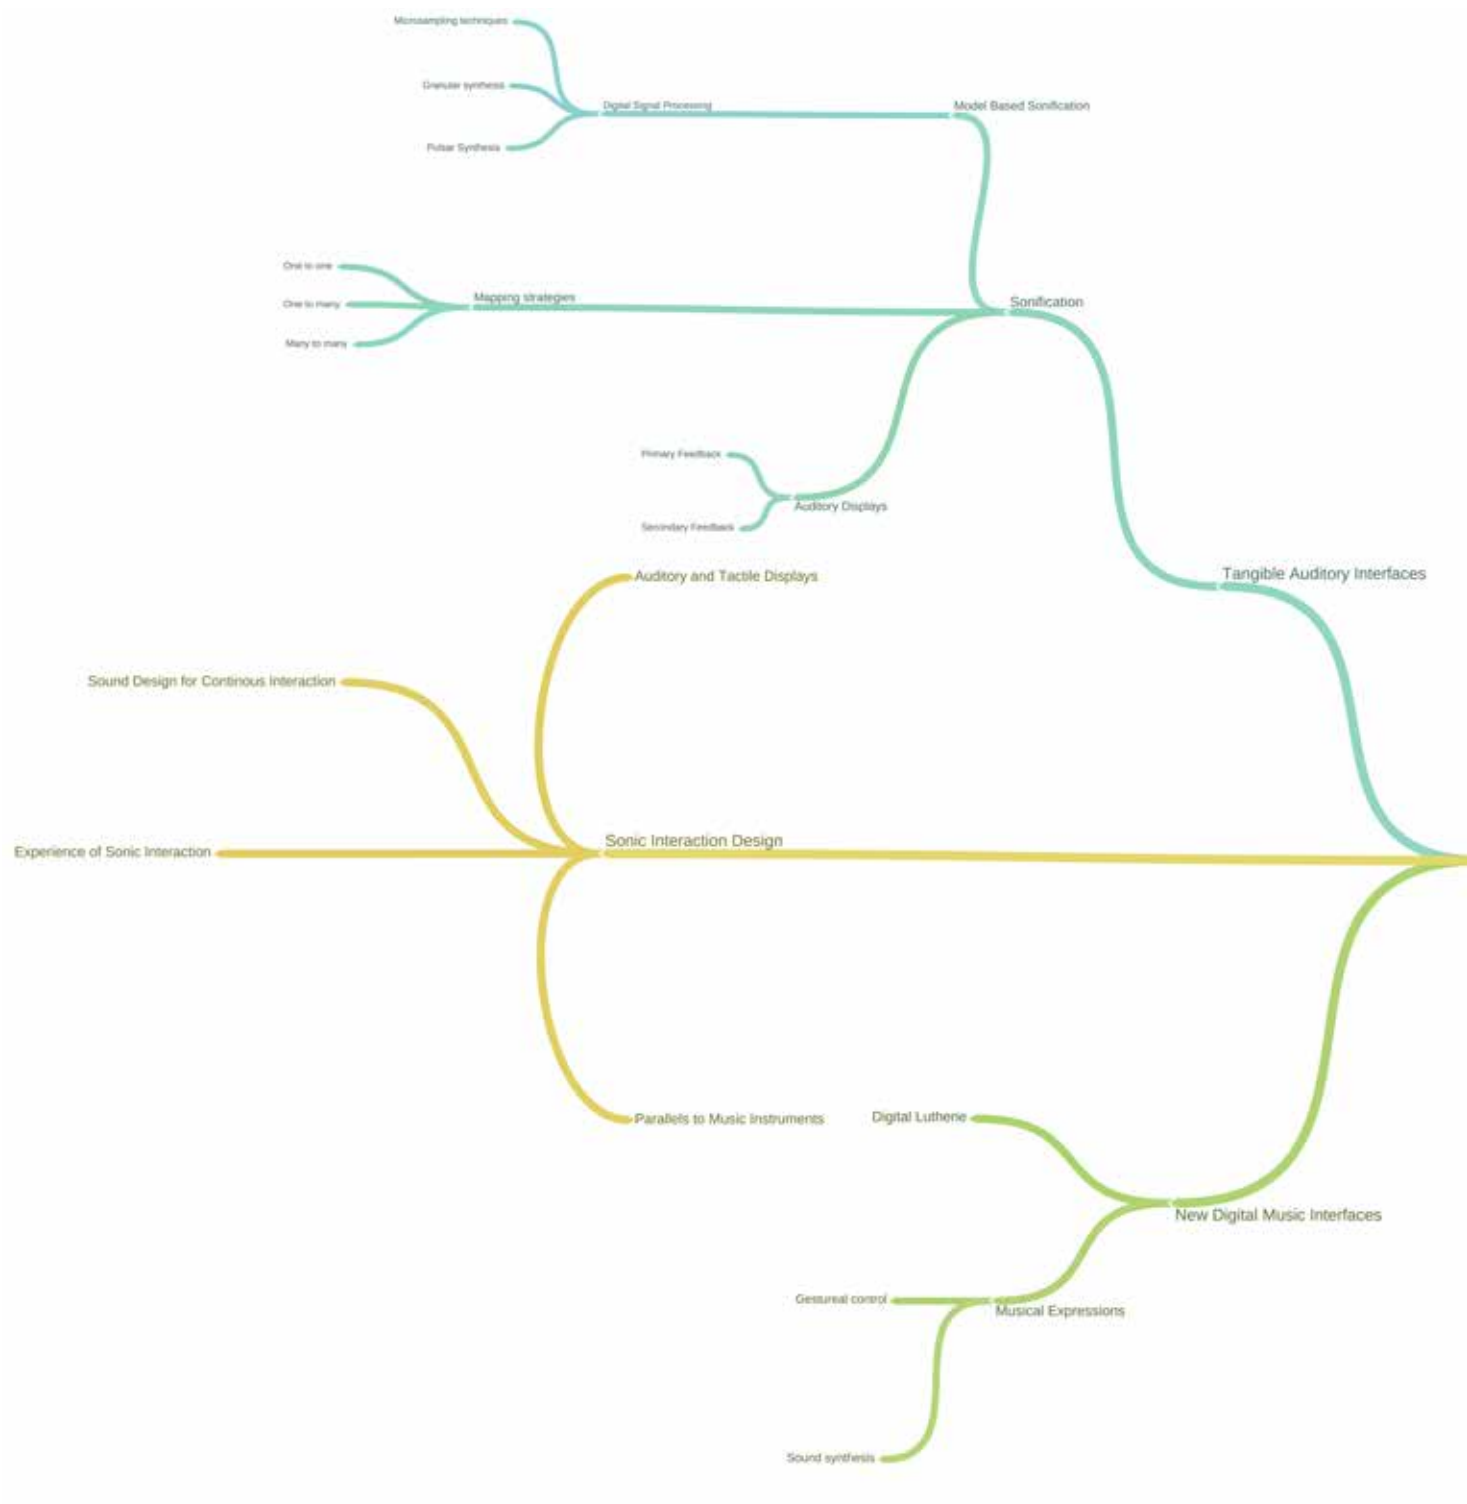 Microsampling techniques
Granular synthesis
Digital Signal Processing
Model Based Sonification
Pulsar Synthesis
One to one
Mapping strategies
Sonification
One to many
Many to many
Primary Feedback
Auditory Displays
Secondary Feedback
Auditory and Tactile Displays
Tangible Auditory Interfaces
Sound Design for Continous Interaction
Sonic Interaction Design
Experience of Sonic Interaction
Digital Lutherie
Parallels to Music Instruments
New Digital Music Interfaces
Gestureal control
Musical Expressions
Sound synthesis